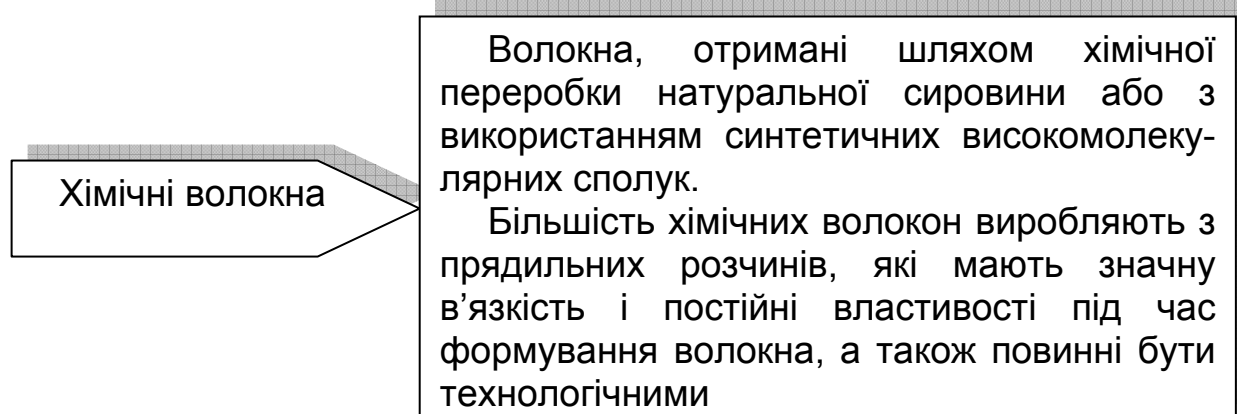 Хімічні волокна
Волокна, отримані шляхом хімічної
переробки натуральної сировини або з
використанням синтетичних високомолеку-
лярних сполук.
Більшість хімічних волокон виробляють з
прядильних розчинів, які мають значну
в’язкість і постійні властивості під час
формування волокна, а також повинні бути
технологічними